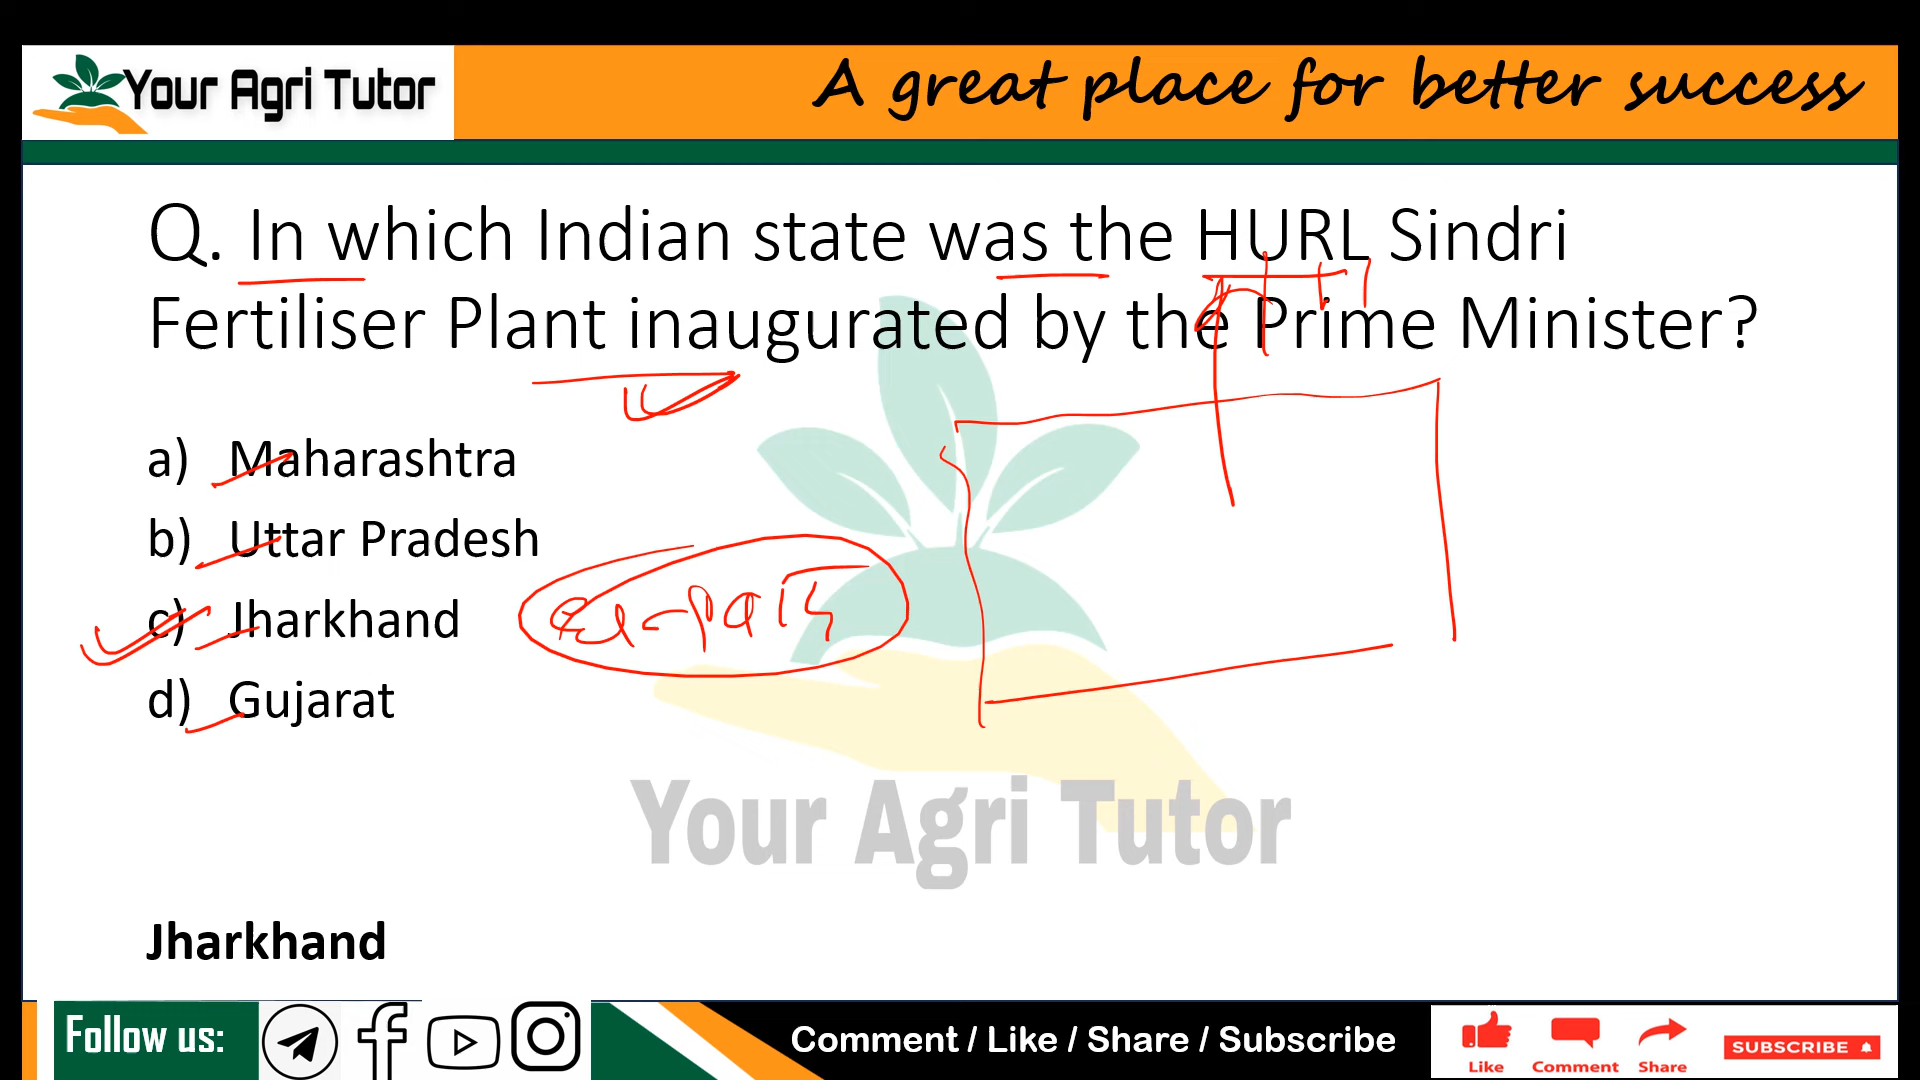 Your Agri Tutor
A great place for better success
Q. In which Indian state was the HURL Sindri
Fertiliser Plant inaugurated by the Prime Minister?
a) Maharashtra
b) Uttar Pradesh
c) Jharkhand
d) Gujarat
Your Agri Tutor
Jharkhand
Follow us:
Comment / Like / Share / Subscribe
Like Comment Share
SUBSCRIBE